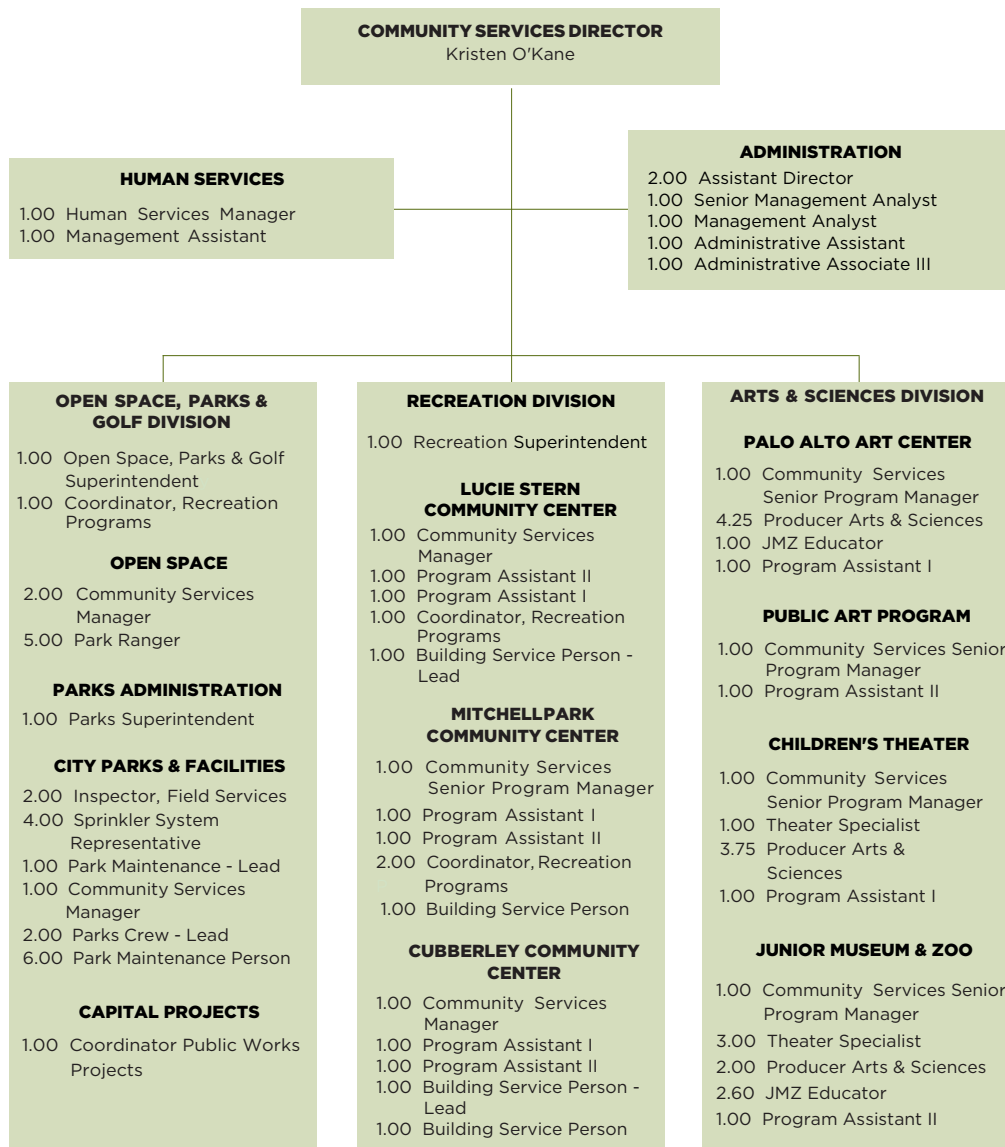 COMMUNITY SERVICES DIRECTOR
Kristen O'Kane
HUMAN SERVICES
1.00 Human Services Manager
1.00 Management Assistant
ADMINISTRATION
2.00 Assistant Director
1.00 Senior Management Analyst
1.00 Management Analyst
1.00 Administrative Assistant
1.00 Administrative Associate III
OPEN SPACE, PARKS &
GOLF DIVISION
1.00 Open Space, Parks & Golf
Superintendent
1.00 Coordinator, Recreation
Programs
OPEN SPACE
2.00 Community Services
Manager
5.00 Park Ranger
PARKS ADMINISTRATION
1.00 Parks Superintendent
CITY PARKS & FACILITIES
2.00 Inspector, Field Services
4.00 Sprinkler System
Representative
1.00 Park Maintenance - Lead
1.00 Community Services
Manager
2.00 Parks Crew - Lead
6.00 Park Maintenance Person
CAPITAL PROJECTS
1.00 Coordinator Public Works
Projects
RECREATION DIVISION
1.00 Recreation Superintendent
LUCIE STERN
COMMUNITY CENTER
1.00 Community Services
Manager
1.00 Program Assistant II
1.00 Program Assistant I
1.00 Coordinator, Recreation
Programs
1.00 Building Service Person -
Lead
MITCHELLPARK
COMMUNITY CENTER
1.00 Community Services
Senior Program Manager
1.00 Program Assistant I
1.00 Program Assistant II
2.00 Coordinator, Recreation
Programs
1.00 Building Service Person
CUBBERLEY COMMUNITY
CENTER
1.00 Community Services
Manager
1.00 Program Assistant I
1.00 Program Assistant II
1.00 Building Service Person -
Lead
1.00 Building Service Person
ARTS & SCIENCES DIVISION
PALO ALTO ART CENTER
1.00 Community Services
Senior Program Manager
4.25 Producer Arts & Sciences
1.00 JMZ Educator
1.00 Program Assistant I
PUBLIC ART PROGRAM
1.00 Community Services Senior
Program Manager
1.00 Program Assistant II
CHILDREN'S THEATER
1.00 Community Services
Senior Program Manager
1.00 Theater Specialist
3.75 Producer Arts &
Sciences
1.00 Program Assistant I
JUNIOR MUSEUM & ZOO
1.00 Community Services Senior
Program Manager
3.00 Theater Specialist
2.00 Producer Arts & Sciences
2.60 JMZ Educator
1.00 Program Assistant II